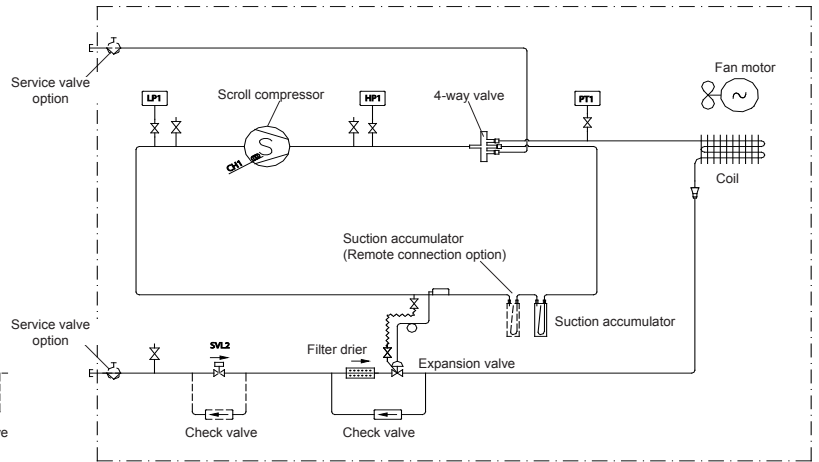 Service valve
option
LP1
Scroll compressor
CH1
HP1
4-way valve
PT1
Fan motor
Coil
Suction accumulator
(Remote connection option)
Suction accumulator
Service valve
option
SVL2
Filter drier
Expansion valve
Check valve
Check valve